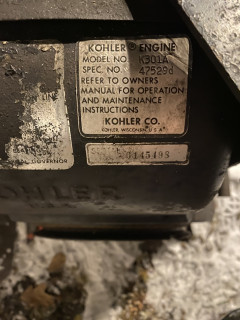 KOHLER® ENGINE
MODEL NO. K301A
SPEC. NO. 47529d
REFER TO OWNERS
MANUAL FOR OPERATION
AND MAINTENANCE
INSTRUCTIONS
KOHLER CO.
KOHLER, WISCONSIN U S A
GOVERNOR